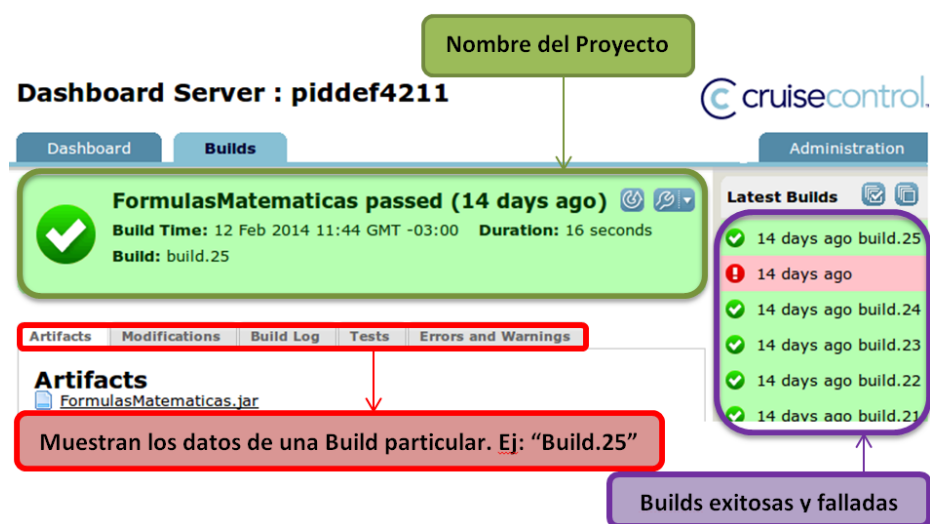 Nombre del Proyecto
Dashboard Server : piddef4211
cruisecontrol.
Dashboard
Builds
Administration
FormulasMatematicas passed (14 days ago)
Build Time: 12 Feb 2014 11:44 GMT -03:00 Duration: 16 seconds
Build: build.25
Latest Builds
14 days ago build.25
14 days ago
14 days ago build.24
14 days ago build.23
14 days ago build.22
14 days ago build.21
Artifacts Modifications Build Log Tests Errors and Warnings
Artifacts
FormulasMatematicas.jar
Muestran los datos de una Build particular. Ej: “Build.25”
Builds exitosas y falladas